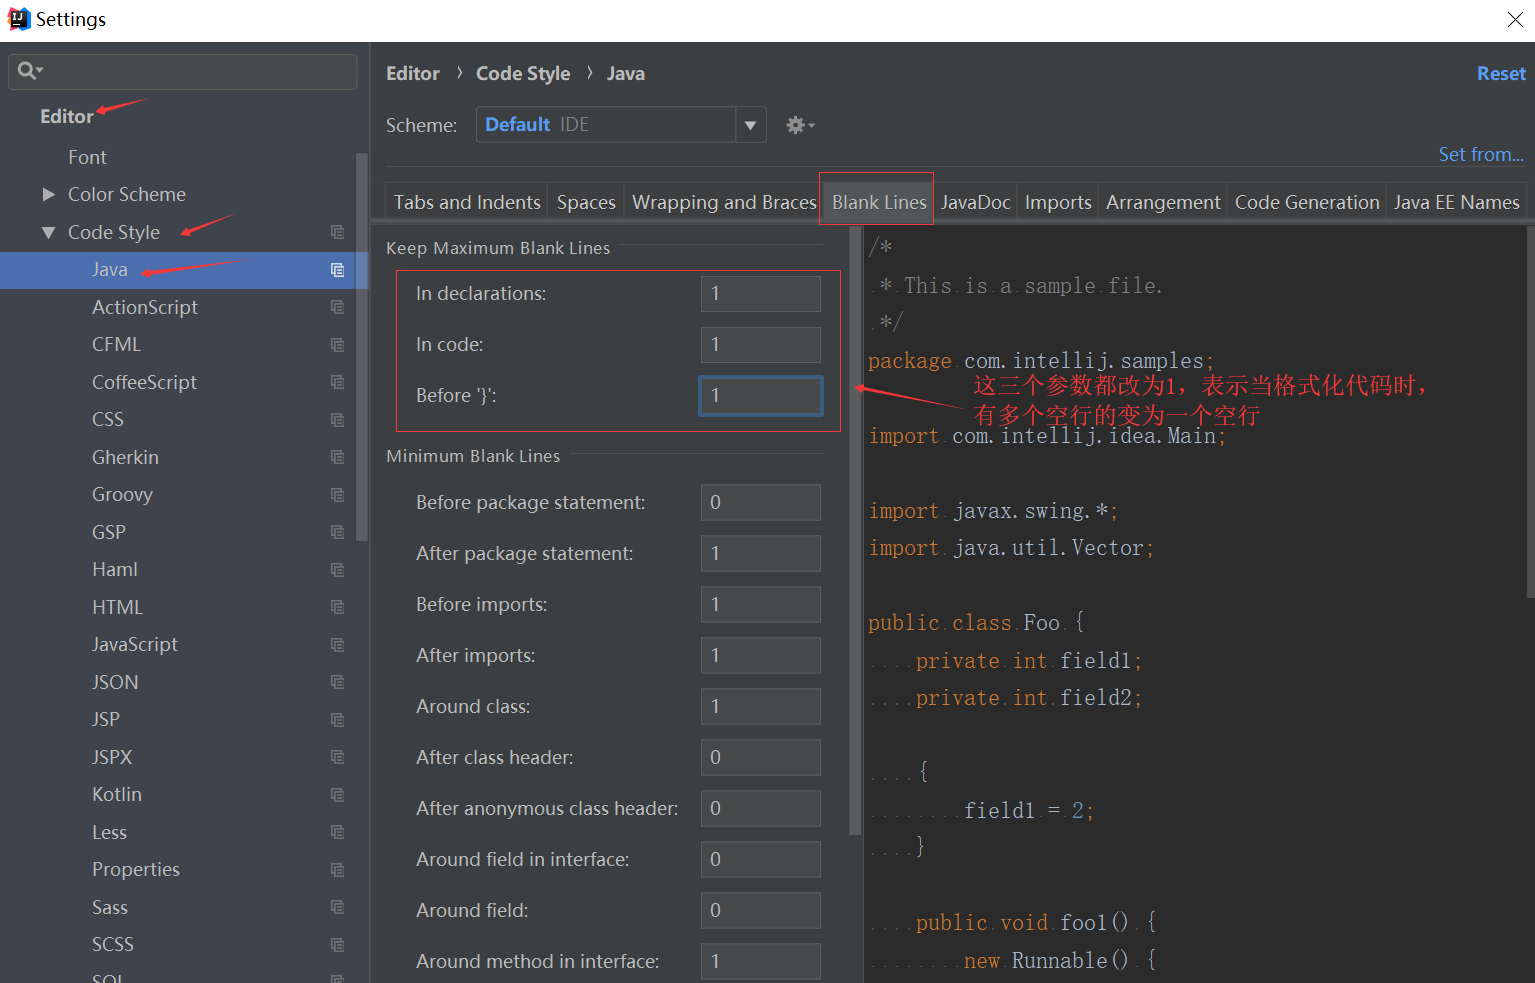 Settings
Editor
Font
Color Scheme
Code Style
Java
ActionScript
CFML
CoffeeScript
CSS
Gherkin
Groovy
GSP
Haml
HTML
JavaScript
JSON
JSP
JSPX
Kotlin
Less
Properties
Sass
SCSS
SQL
Editor › Code Style › Java
Reset
Scheme: Default IDE
Set from...
Tabs and Indents Spaces Wrapping and Braces Blank Lines JavaDoc Imports Arrangement Code Generation Java EE Names
Keep Maximum Blank Lines
In declarations: 1
In code: 1
Before '}': 1
Minimum Blank Lines
Before package statement: 0
After package statement: 1
Before imports: 1
After imports: 1
Around class: 1
After class header: 0
After anonymous class header: 0
Around field in interface: 0
Around field: 0
Around method in interface: 1
/*
* This is a sample file.
*/
package com.intellij.samples;
这三个参数都改为1，表示当格式化代码时，
有多个空行的变为一个空行
import com.intellij.idea.Main;
import javax.swing.*;
import java.util.Vector;
public class Foo {
private int field1;
private int field2;
{
field1 = 2;
}
public void foo1() {
new Runnable() {